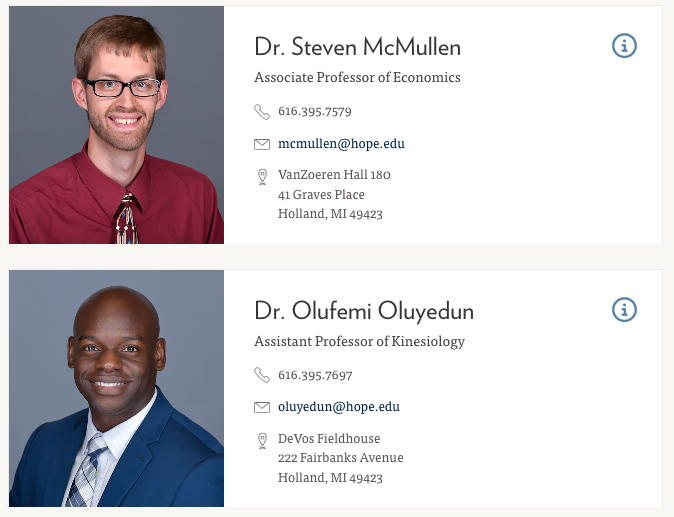 Dr. Steven McMullen
Associate Professor of Economics
616.395.7579
mcmullen@hope.edu
VanZoeren Hall 180
41 Graves Place
Holland, MI 49423
Dr. Olufemi Oluyedun
Assistant Professor of Kinesiology
616.395.7697
oluyedun@hope.edu
DeVos Fieldhouse
222 Fairbanks Avenue
Holland, MI 49423